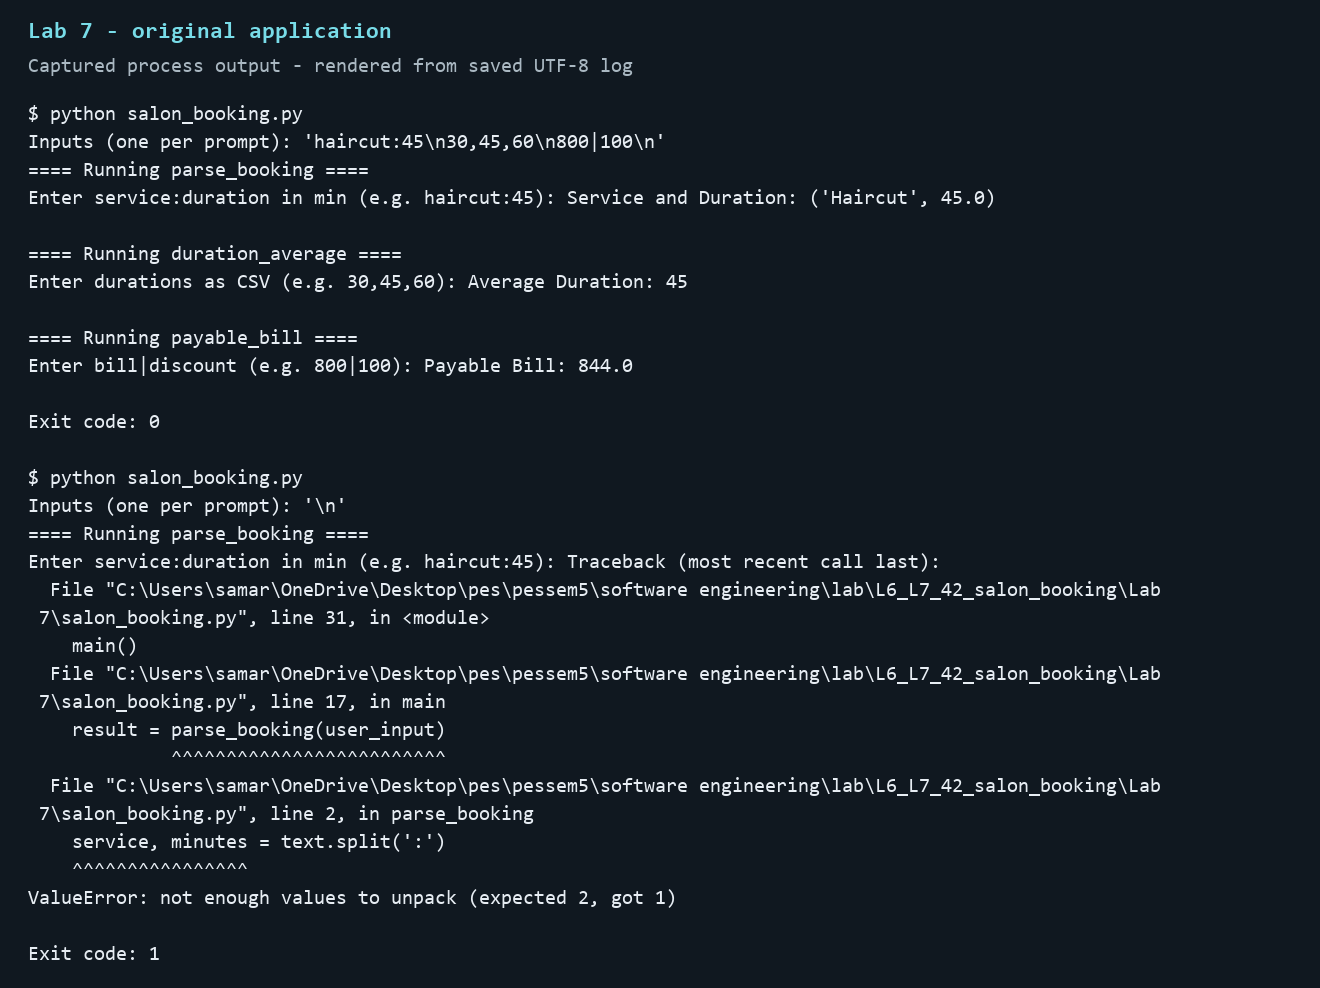 Lab 7 - original application
Captured process output - rendered from saved UTF-8 log
$ python salon_booking.py
Inputs (one per prompt): 'haircut:45\n30,45,60\n800|100\n'
==== Running parse_booking ====
Enter service:duration in min (e.g. haircut:45): Service and Duration: ('Haircut', 45.0)

==== Running duration_average ====
Enter durations as CSV (e.g. 30,45,60): Average Duration: 45

==== Running payable_bill ====
Enter bill|discount (e.g. 800|100): Payable Bill: 844.0

Exit code: 0

$ python salon_booking.py
Inputs (one per prompt): '\n'
==== Running parse_booking ====
Enter service:duration in min (e.g. haircut:45): Traceback (most recent call last):
  File "C:\Users\samar\OneDrive\Desktop\pes\pessem5\software engineering\lab\L6_L7_42_salon_booking\Lab
 7\salon_booking.py", line 31, in <module>
    main()
  File "C:\Users\samar\OneDrive\Desktop\pes\pessem5\software engineering\lab\L6_L7_42_salon_booking\Lab
 7\salon_booking.py", line 17, in main
    result = parse_booking(user_input)
             ^^^^^^^^^^^^^^^^^^^^^^^^^
  File "C:\Users\samar\OneDrive\Desktop\pes\pessem5\software engineering\lab\L6_L7_42_salon_booking\Lab
 7\salon_booking.py", line 2, in parse_booking
    service, minutes = text.split(':')
    ^^^^^^^^^^^^^^^^
ValueError: not enough values to unpack (expected 2, got 1)

Exit code: 1